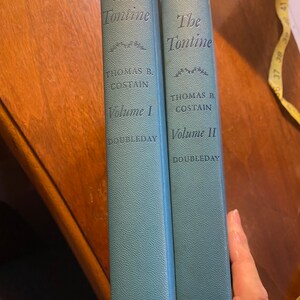 Tontine
THOMAS B.
COSTAIN
Volume I
DOUBLEDAY
The
Tontine
THOMAS B.
COSTAIN
Volume II
DOUBLEDAY